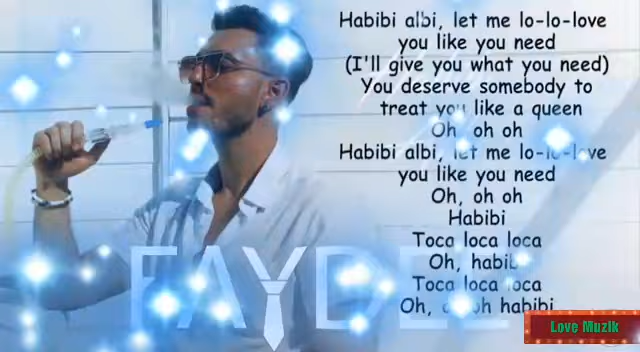 Habibi albi, let me lo-lo-love
you like you need
(I'll give you what you need)
You deserve somebody to
treat you like a queen
Oh, oh oh
Habibi albi, let me lo-lo-love
you like you need
Oh, oh oh
Habibi
Toca loca loca
Oh, habibi
Toca loca loca
Oh, oh oh habibi
FAYDEE
Love Muzik